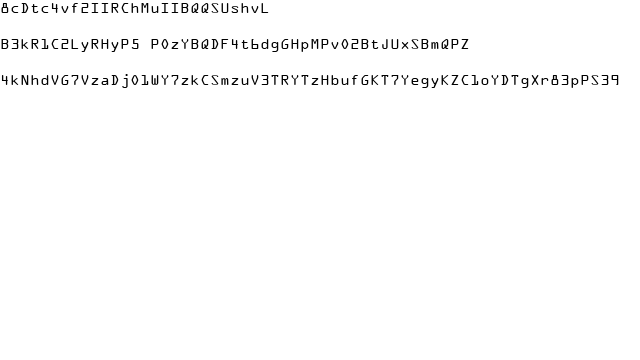 8cDtc4vf2IIRChMuIIBQQSUshvL
B3kR1C2LyRHyP5 P0zYBQDF4t6dgGHpMPv02BtJUxSBmQPZ
4kNhdVG7VzaDj01WY7zkCSmzuV3TRYTzHbufGKT7YegyKZC1oYDTgXr83pPS39